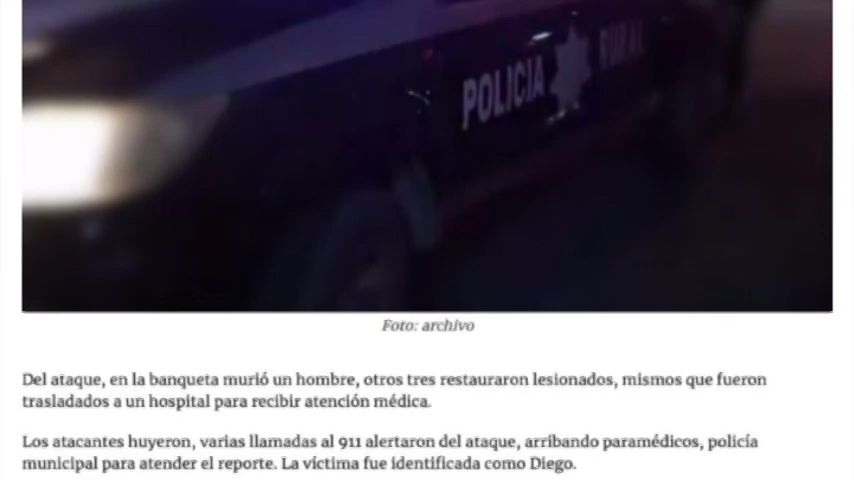 POLICIA RURAL
Foto: archivo
Del ataque, en la banqueta murió un hombre, otros tres restauraron lesionados, mismos que fueron
trasladados a un hospital para recibir atención médica.
Los atacantes huyeron, varias llamadas al 911 alertaron del ataque, arribando paramédicos, policía
municipal para atender el reporte. La víctima fue identificada como Diego.